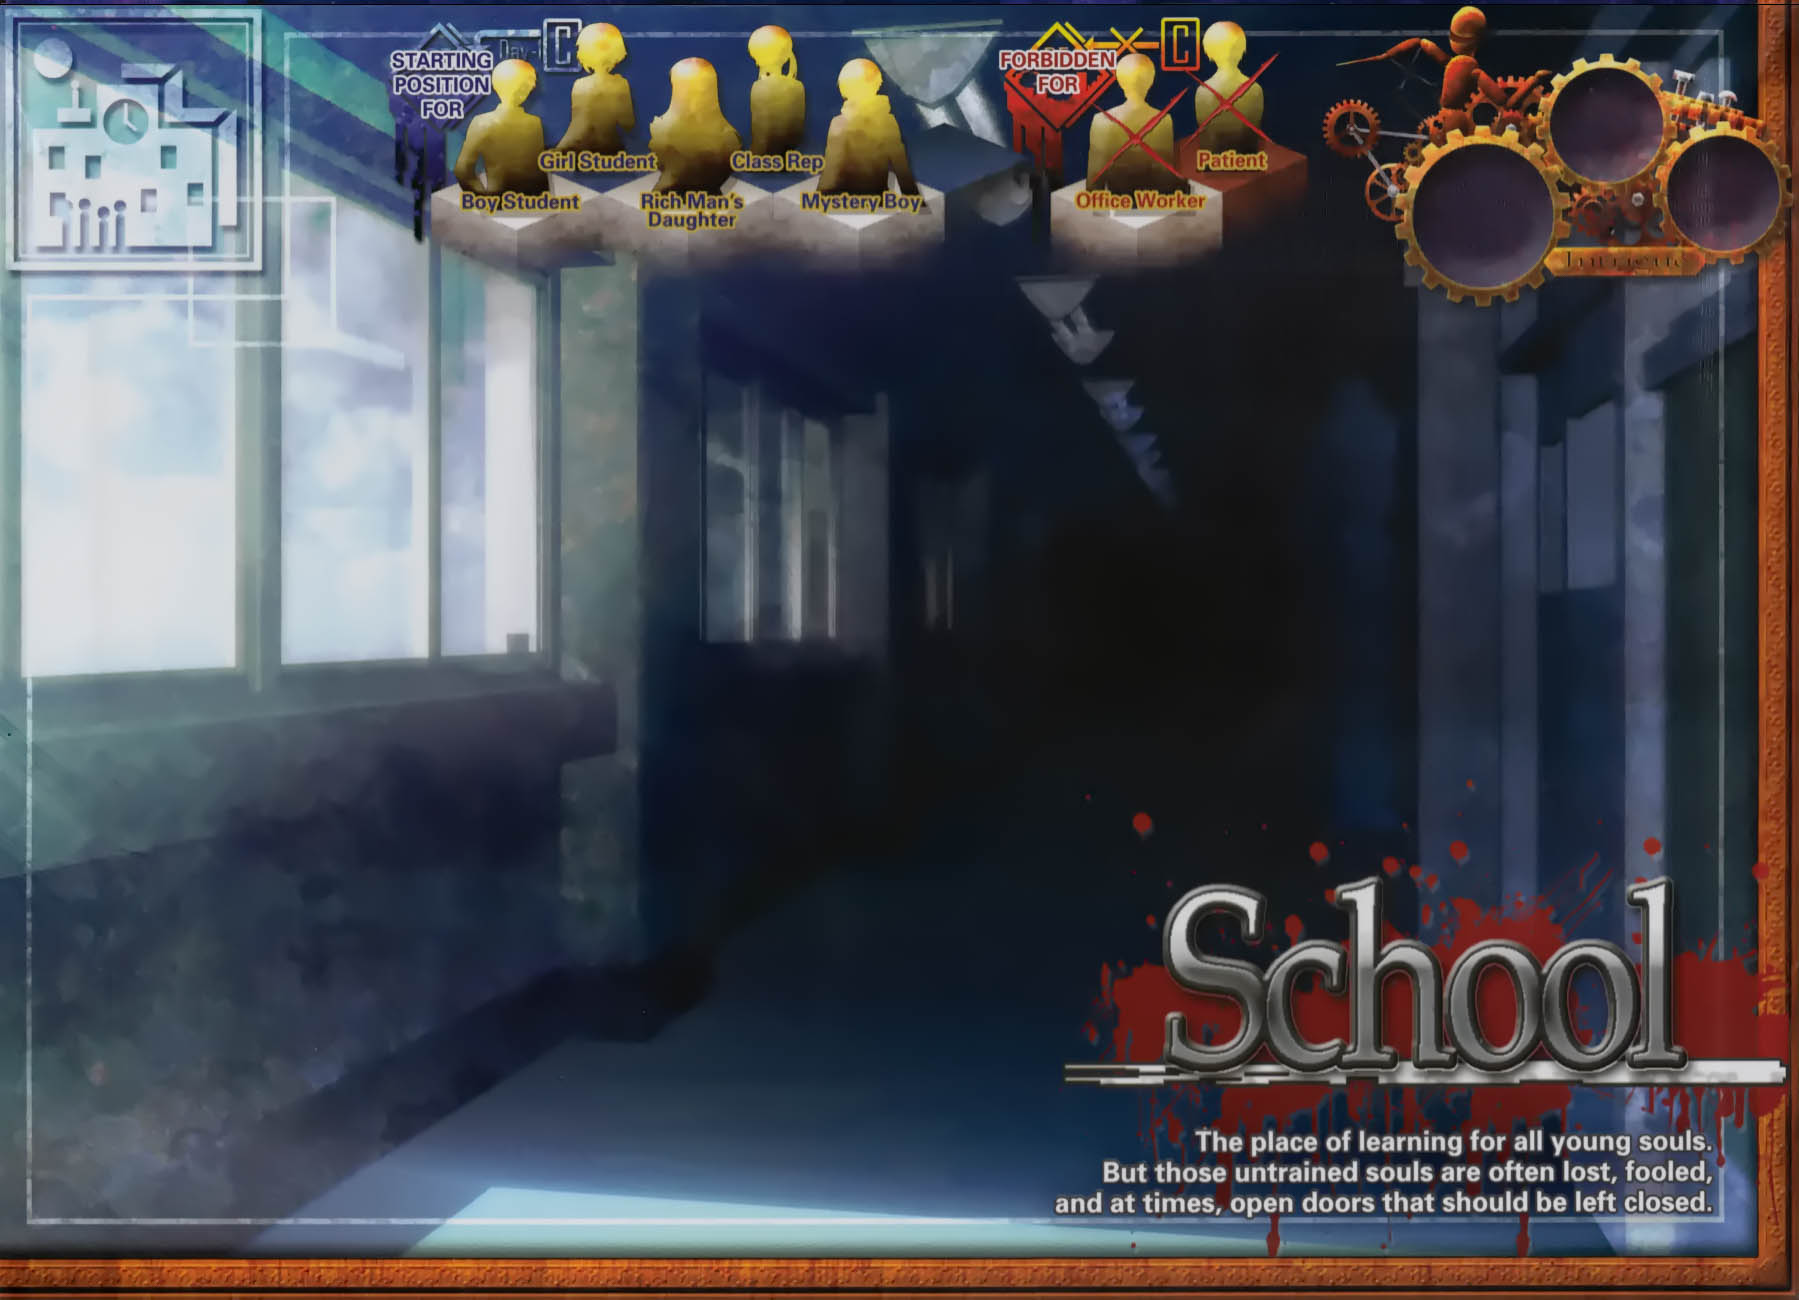 STARTING
POSITION
FOR
Day-
C
Girl Student
Class Rep
Boy Student
Rich Man's
Daughter
Mystery Boy
FORBIDDEN
FOR
C
Patient
Office Worker
Intrigue
School
The place of learning for all young souls.
But those untrained souls are often lost, fooled,
and at times, open doors that should be left closed.